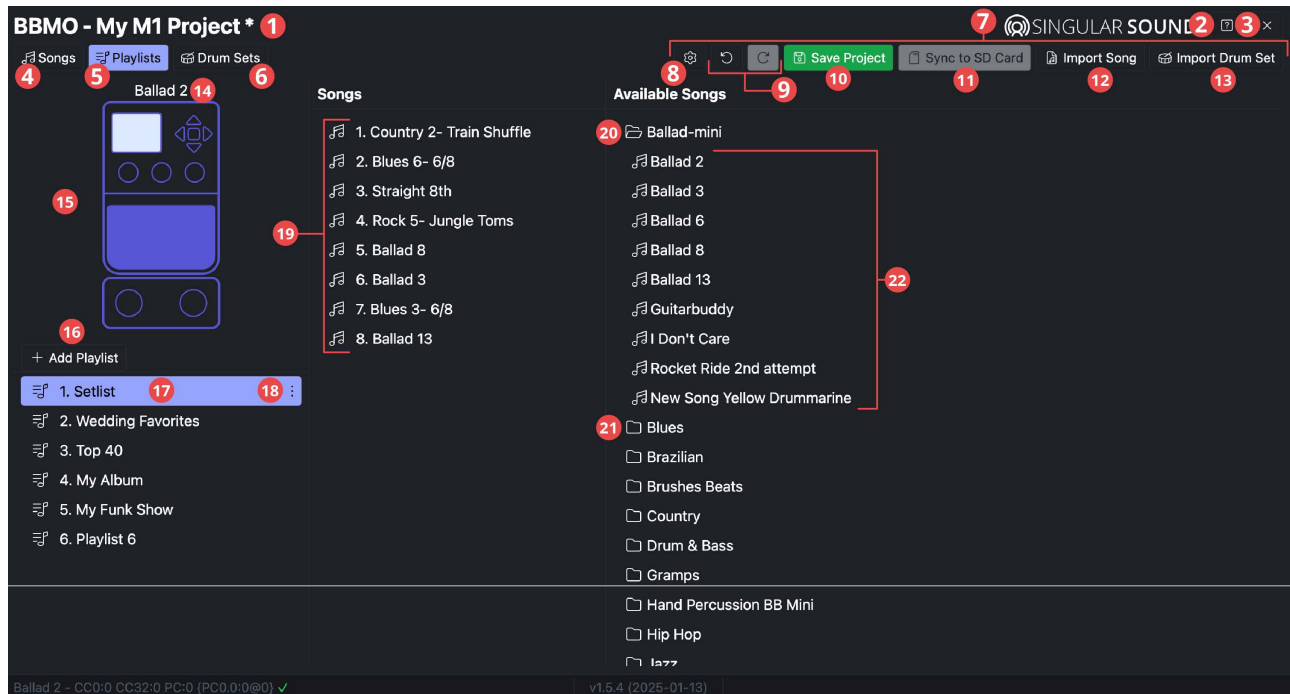 BBMO - My M1 Project * 1
7
SINGULAR SOUND 2 ? 3 ×
Songs Playlists Drum Sets
Save Project Sync to SD Card Import Song Import Drum Set
4 5 6 8 9 10 11 12 13
Ballad 2 14
15
16
+ Add Playlist
1. Setlist 17 18
2. Wedding Favorites
3. Top 40
4. My Album
5. My Funk Show
6. Playlist 6
Songs
1. Country 2- Train Shuffle
2. Blues 6- 6/8
3. Straight 8th
4. Rock 5- Jungle Toms
19
5. Ballad 8
6. Ballad 3
7. Blues 3- 6/8
8. Ballad 13
Available Songs
20 Ballad-mini
Ballad 2
Ballad 3
Ballad 6
Ballad 8
Ballad 13
22
Guitarbuddy
I Don't Care
Rocket Ride 2nd attempt
New Song Yellow Drummarine
21 Blues
Brazilian
Brushes Beats
Country
Drum & Bass
Gramps
Hand Percussion BB Mini
Hip Hop
Jazz
Ballad 2 - CC0:0 CC32:0 PC:0 {PC0.0:0@0} ✓
v1.5.4 (2025-01-13)